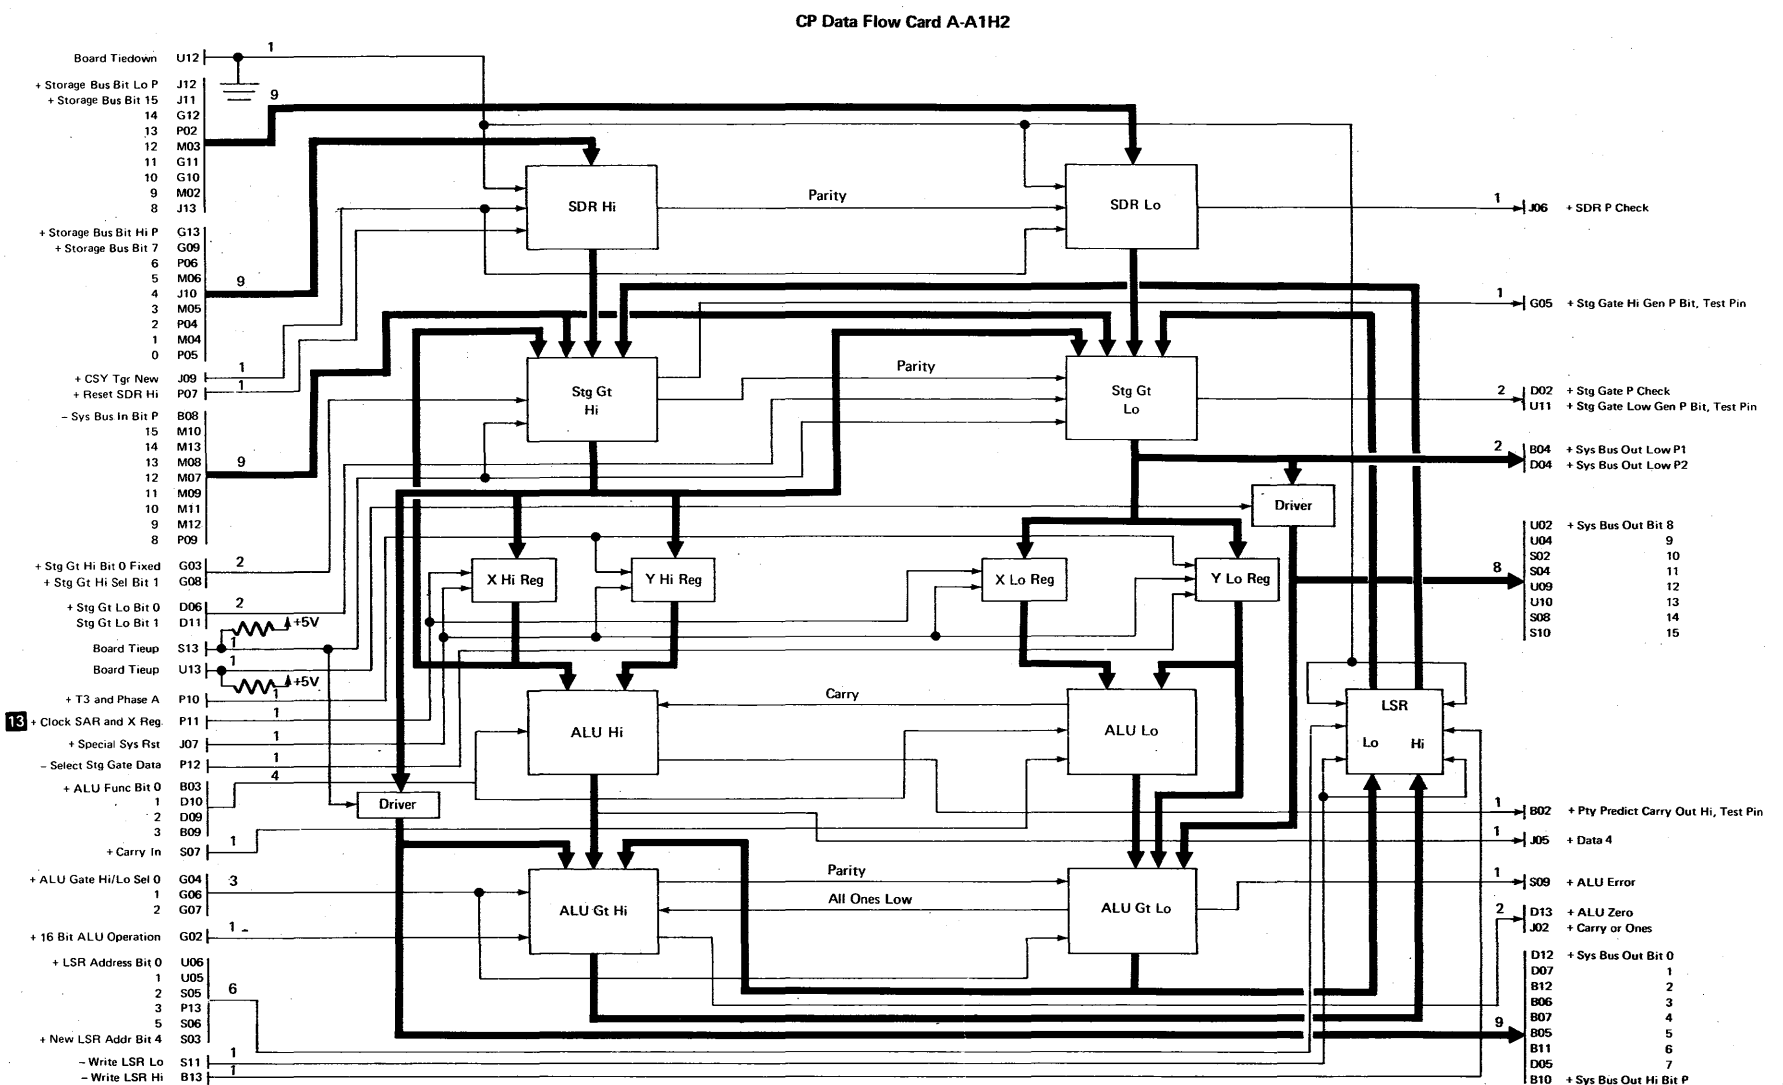 CP Data Flow Card A-A1H2
Board Tiedown U12 1
+ Storage Bus Bit Lo P J12
+ Storage Bus Bit 15 J11 9
14 G12
13 P02
12 M03
11 G11
10 G10
9 M02
8 J13
+ Storage Bus Bit Hi P G13
+ Storage Bus Bit 7 G09
6 P06
5 M06
4 J10 9
3 M05
2 P04
1 M04
0 P05
+ CSY Tgr New J09 1
+ Reset SDR Hi P07 1
– Sys Bus In Bit P B08
15 M10
14 M13
13 M08 9
12 M07
11 M09
10 M11
9 M12
8 P09
+ Stg Gt Hi Bit 0 Fixed G03 2
+ Stg Gt Hi Sel Bit 1 G08
+ Stg Gt Lo Bit 0 D06 2
Stg Gt Lo Bit 1 D11
+5V
Board Tieup S13 1
Board Tieup U13 1
+5V
+ T3 and Phase A P10 1
13 + Clock SAR and X Reg. P11 1
+ Special Sys Rst J07 1
– Select Stg Gate Data P12 1
+ ALU Func Bit 0 B03 4
1 D10
2 D09
3 B09
+ Carry In S07 1
+ ALU Gate Hi/Lo Sel 0 G04 3
1 G06
2 G07
+ 16 Bit ALU Operation G02 1
+ LSR Address Bit 0 U06
1 U05
2 S05 6
3 P13
5 S06
+ New LSR Addr Bit 4 S03
– Write LSR Lo S11 1
– Write LSR Hi B13 1
SDR Hi
Parity
SDR Lo
Stg Gt
Hi
Parity
Stg Gt
Lo
Driver
X Hi Reg
Y Hi Reg
X Lo Reg
Y Lo Reg
ALU Hi
Carry
ALU Lo
LSR
Lo Hi
Driver
ALU Gt Hi
Parity
All Ones Low
ALU Gt Lo
1 J06 + SDR P Check
1 G05 + Stg Gate Hi Gen P Bit, Test Pin
2 D02 + Stg Gate P Check
U11 + Stg Gate Low Gen P Bit, Test Pin
2 B04 + Sys Bus Out Low P1
D04 + Sys Bus Out Low P2
U02 + Sys Bus Out Bit 8
U04 9
S02 10
8 S04 11
U09 12
U10 13
S08 14
S10 15
1 B02 + Pty Predict Carry Out Hi, Test Pin
1 J05 + Data 4
1 S09 + ALU Error
2 D13 + ALU Zero
J02 + Carry or Ones
D12 + Sys Bus Out Bit 0
D07 1
B12 2
B06 3
B07 4
9 B05 5
B11 6
D05 7
B10 + Sys Bus Out Hi Bit P